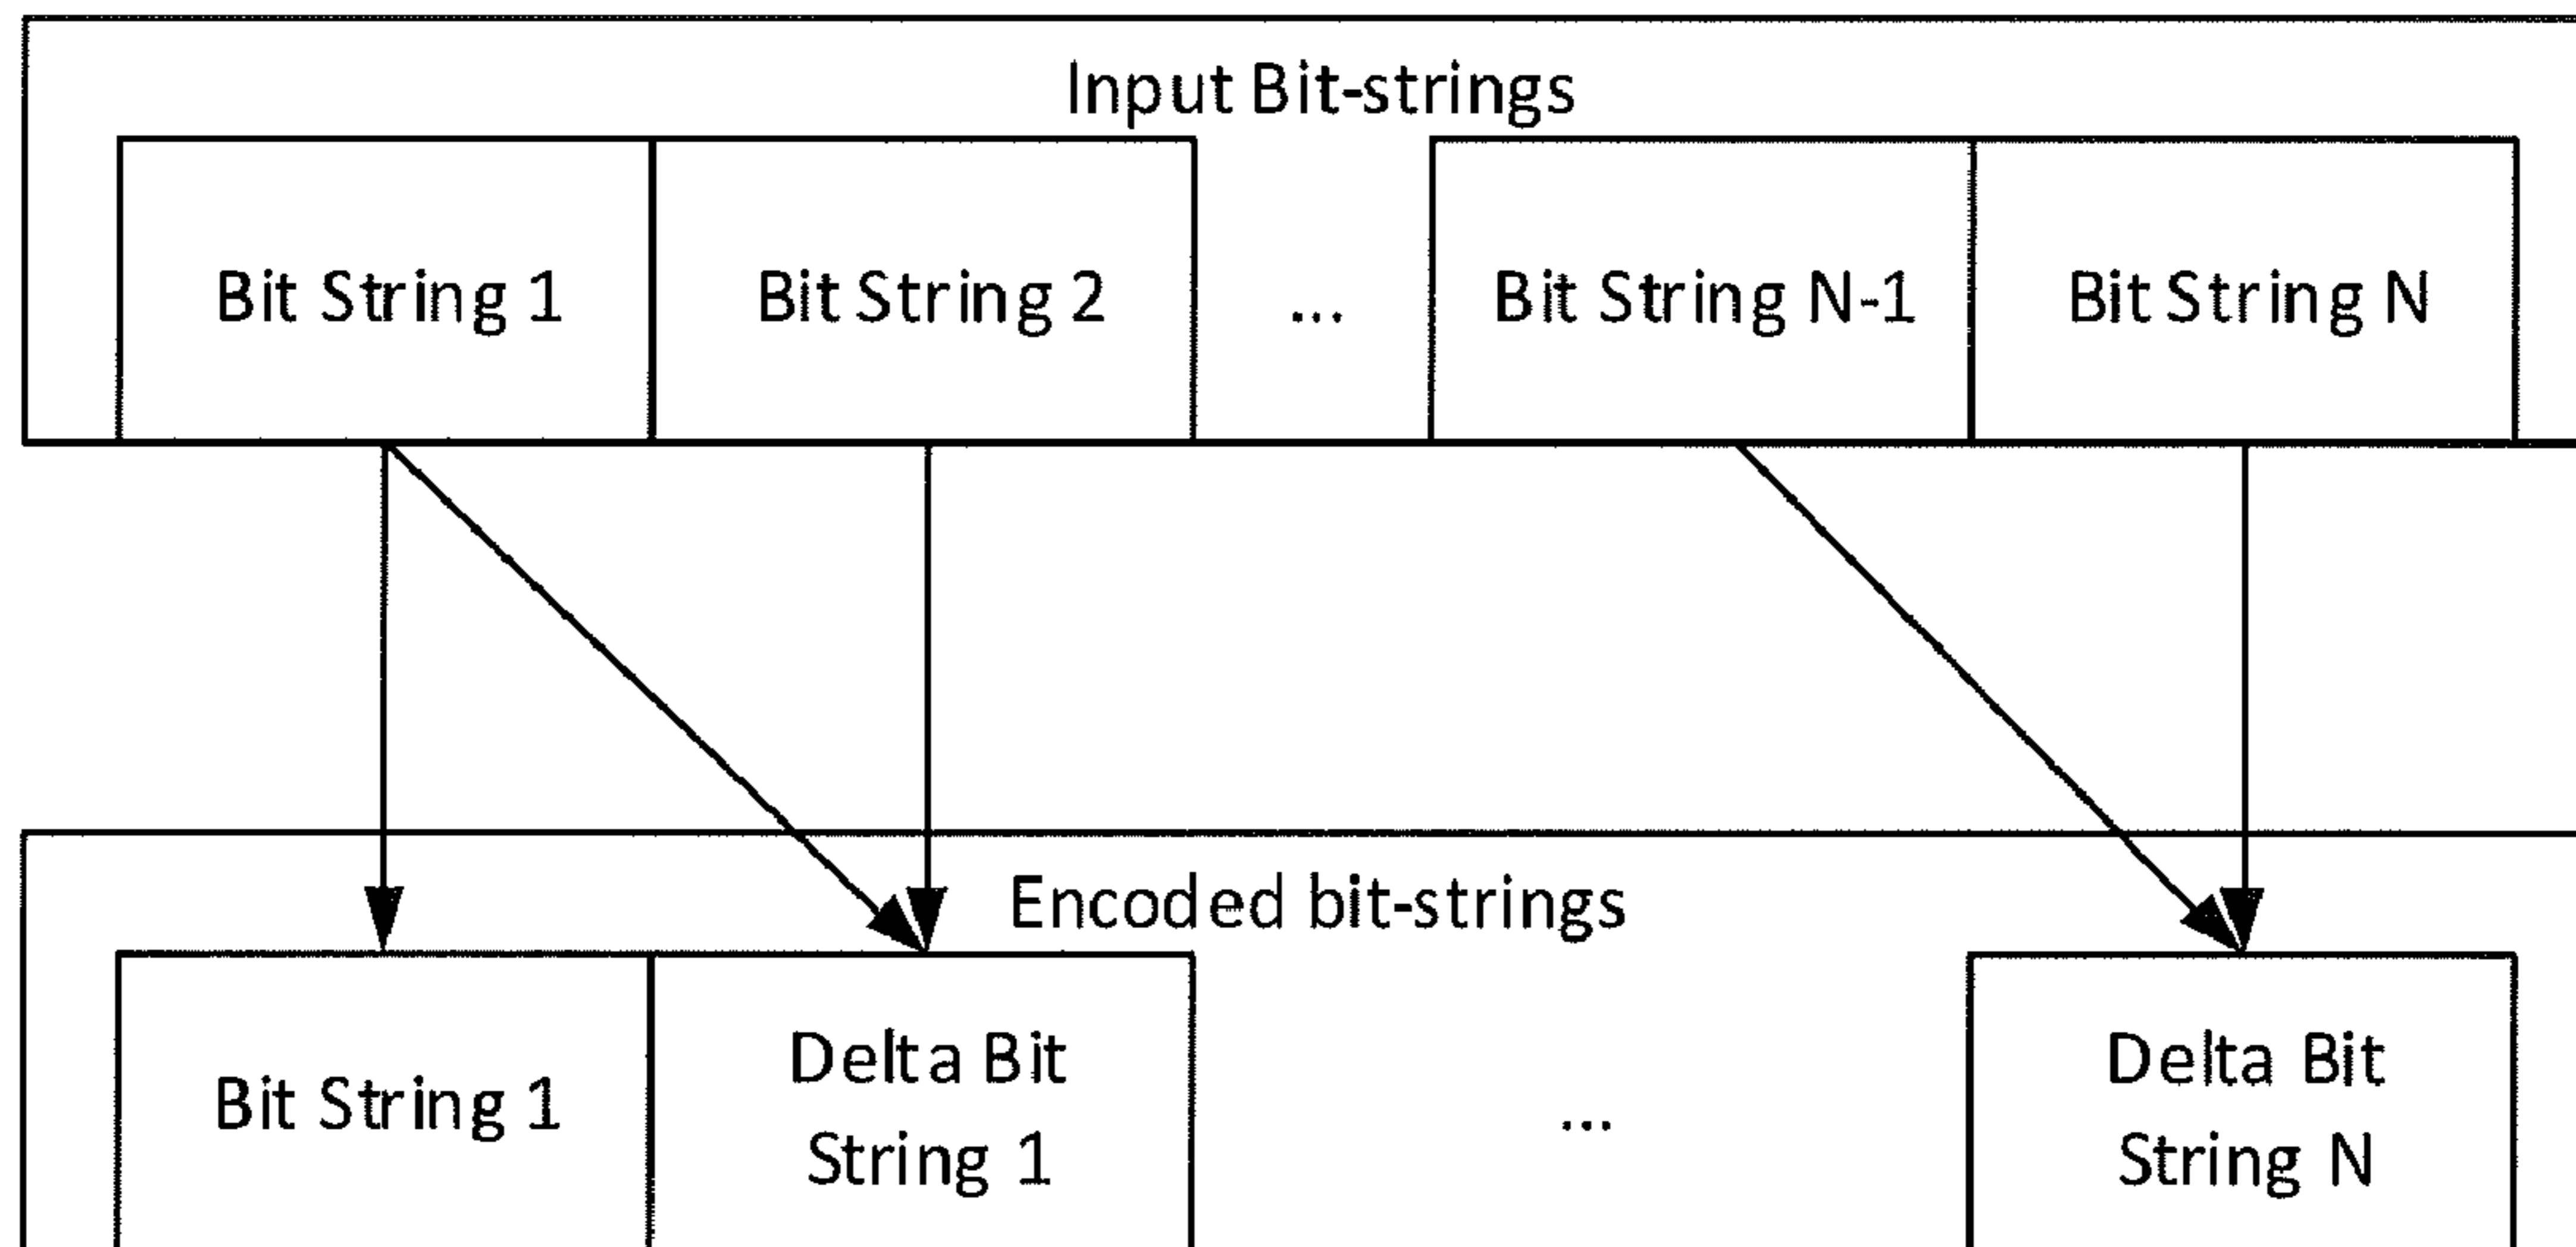 Input Bit-strings
Bit String 1
Bit String 2
...
Bit String N-1
Bit String N
Encoded bit-strings
Bit String 1
Delta Bit
String 1
...
Delta Bit
String N